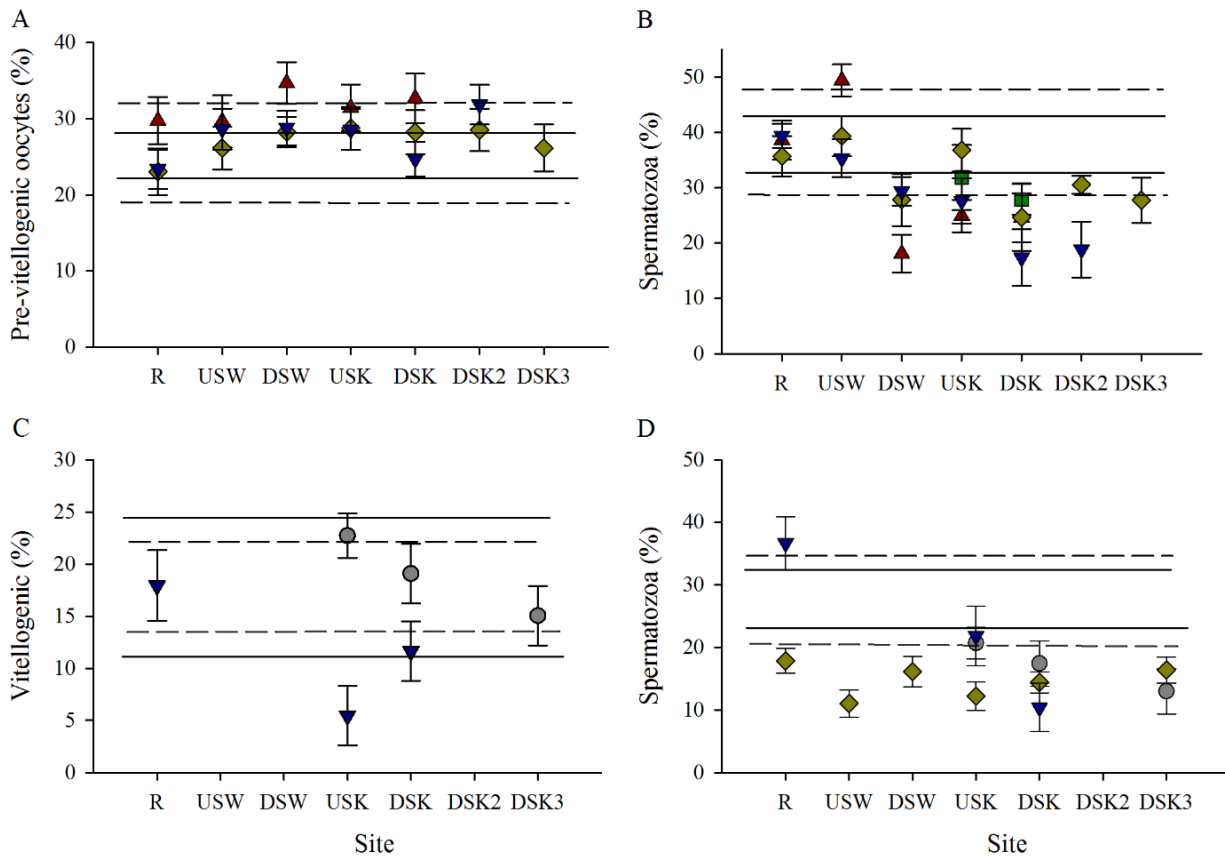 A
Pre-vitellogenic oocytes (%)
40
30
20
10
0
R USW DSW USK DSK DSK2 DSK3
B
Spermatozoa (%)
50
40
30
20
10
0
R USW DSW USK DSK DSK2 DSK3
C
Vitellogenic (%)
30
25
20
15
10
5
0
R USW DSW USK DSK DSK2 DSK3
Site
D
Spermatozoa (%)
50
40
30
20
10
0
R USW DSW USK DSK DSK2 DSK3
Site